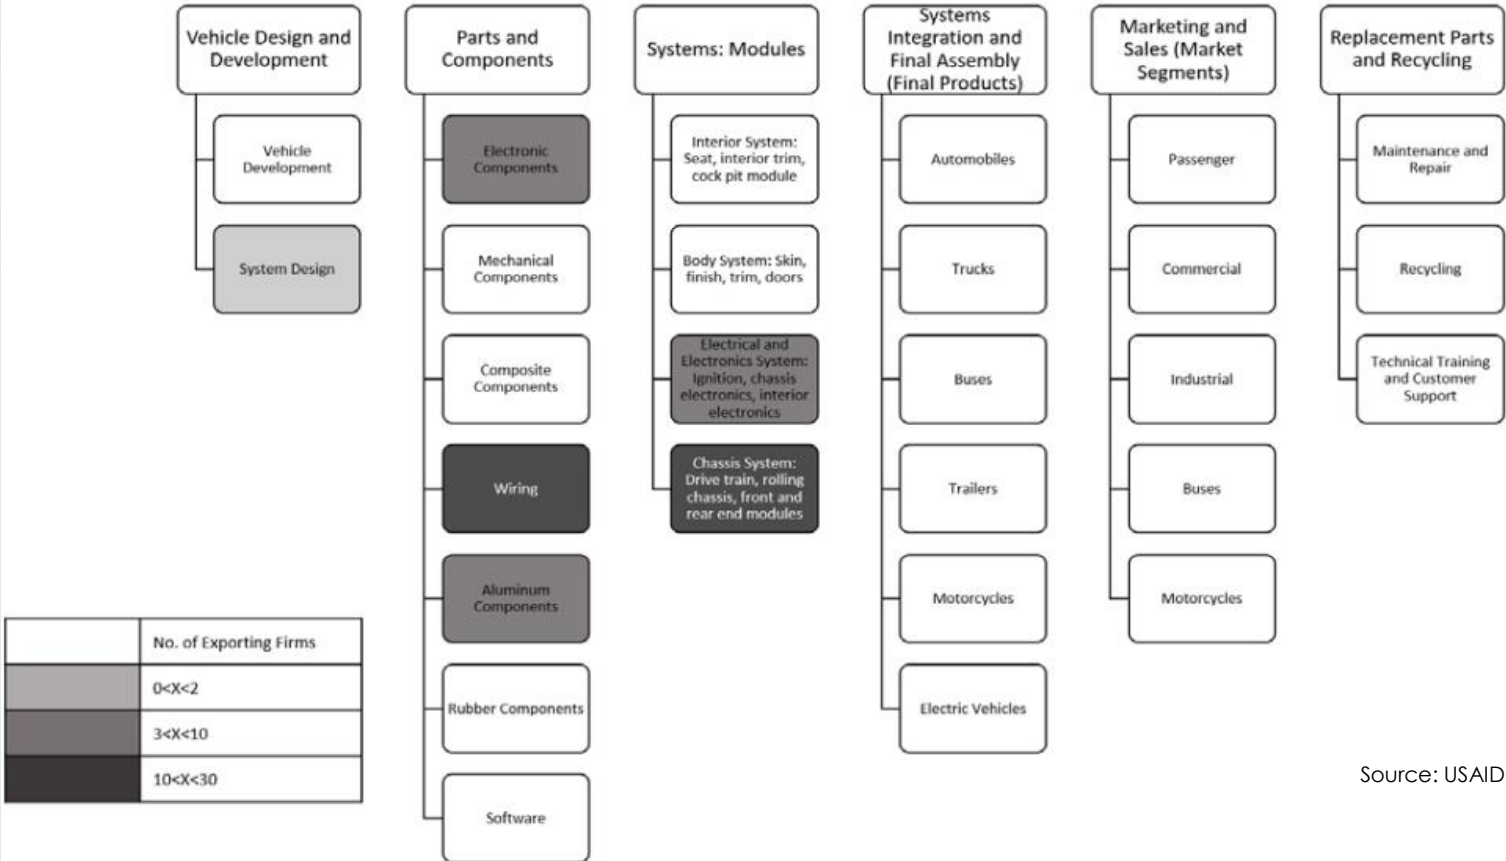 Vehicle Design and
Development
Vehicle
Development
System Design
Parts and
Components
Electronic
Components
Mechanical
Components
Composite
Components
Wiring
Aluminum
Components
Rubber Components
Software
Systems: Modules
Interior System:
Seat, interior trim,
cock pit module
Body System: Skin,
finish, trim, doors
Electrical and
Electronics System:
Ignition, chassis
electronics, interior
electronics
Chassis System:
Drive train, rolling
chassis, front and
rear end modules
Systems
Integration and
Final Assembly
(Final Products)
Automobiles
Trucks
Buses
Trailers
Motorcycles
Electric Vehicles
Marketing and
Sales (Market
Segments)
Passenger
Commercial
Industrial
Buses
Motorcycles
Replacement Parts
and Recycling
Maintenance and
Repair
Recycling
Technical Training
and Customer
Support
No. of Exporting Firms
0<X<2
3<X<10
10<X<30
Source: USAID